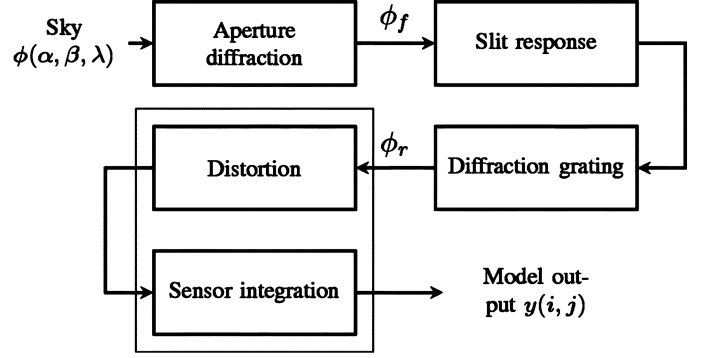 Sky
ϕ(α, β, λ)
Aperture
diffraction
ϕ_f
Slit response
Diffraction grating
ϕ_r
Distortion
Sensor integration
Model out-
put y(i, j)